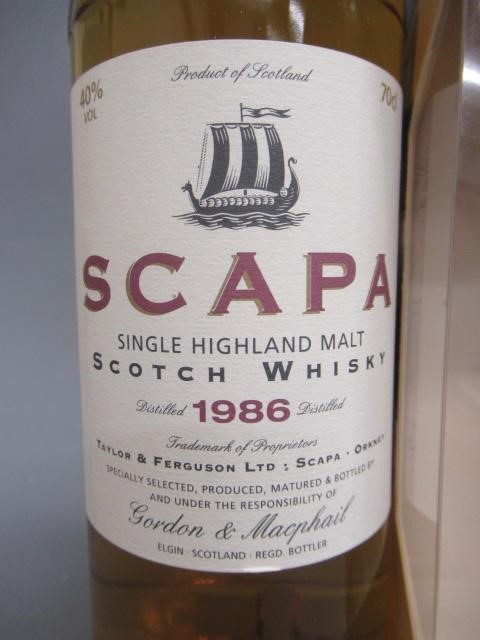 Product of Scotland
40% VOL
70cl
SCAPA
SINGLE HIGHLAND MALT
SCOTCH WHISKY
Distilled 1986 Distilled
Trademark of Proprietors
TAYLOR & FERGUSON LTD : SCAPA · ORKNEY
SPECIALLY SELECTED, PRODUCED, MATURED & BOTTLED BY
AND UNDER THE RESPONSIBILITY OF
Gordon & Macphail
ELGIN · SCOTLAND · REGD. BOTTLER